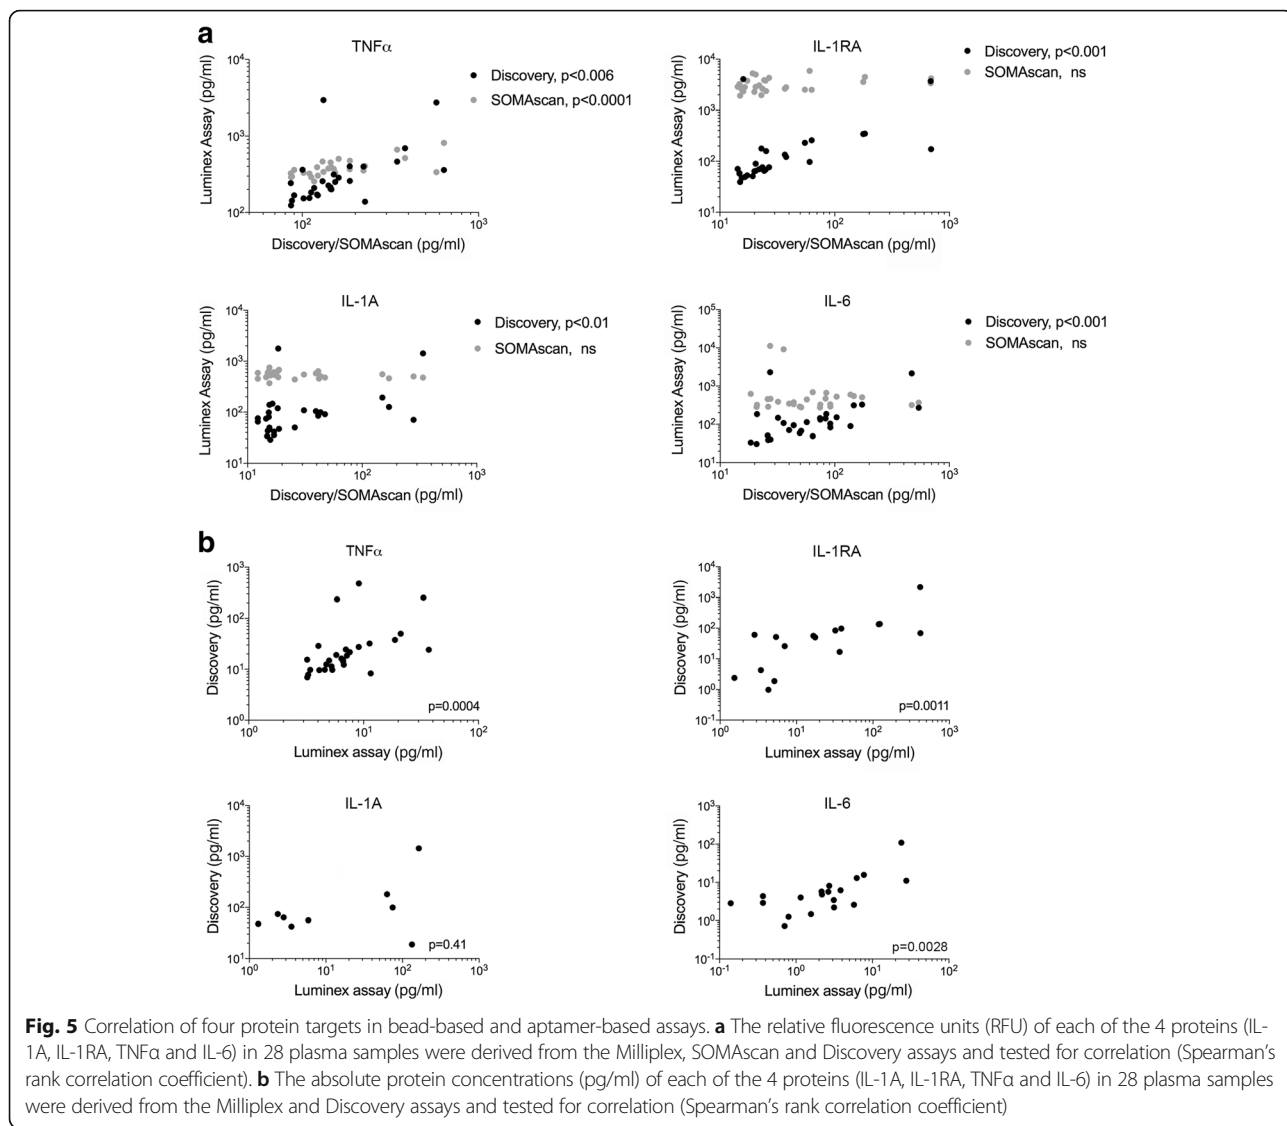 a
TNFα
Luminex Assay (pg/ml)
10⁴
10³
10²
10²
10³
Discovery/SOMAscan (pg/ml)
Discovery, p<0.006
SOMAscan, p<0.0001
IL-1RA
Luminex Assay (pg/ml)
10⁴
10³
10²
10¹
10¹
10²
10³
Discovery/SOMAscan (pg/ml)
Discovery, p<0.001
SOMAscan, ns
IL-1A
Luminex Assay (pg/ml)
10⁴
10³
10²
10¹
10¹
10²
10³
Discovery/SOMAscan (pg/ml)
Discovery, p<0.01
SOMAscan, ns
IL-6
Luminex Assay (pg/ml)
10⁵
10⁴
10³
10²
10¹
10¹
10²
10³
Discovery/SOMAscan (pg/ml)
Discovery, p<0.001
SOMAscan, ns
b
TNFα
Discovery (pg/ml)
10³
10²
10¹
10⁰
10⁰
10¹
10²
p=0.0004
Luminex assay (pg/ml)
IL-1RA
Discovery (pg/ml)
10⁴
10³
10²
10¹
10⁰
10⁻¹
10⁰
10¹
10²
10³
p=0.0011
Luminex assay (pg/ml)
IL-1A
Discovery (pg/ml)
10⁴
10³
10²
10¹
10⁰
10¹
10²
10³
p=0.41
Luminex assay (pg/ml)
IL-6
Discovery (pg/ml)
10³
10²
10¹
10⁰
10⁻¹
10⁻¹
10⁰
10¹
10²
p=0.0028
Luminex assay (pg/ml)
Fig. 5 Correlation of four protein targets in bead-based and aptamer-based assays. a The relative fluorescence units (RFU) of each of the 4 proteins (IL-
1A, IL-1RA, TNFα and IL-6) in 28 plasma samples were derived from the Milliplex, SOMAscan and Discovery assays and tested for correlation (Spearman's
rank correlation coefficient). b The absolute protein concentrations (pg/ml) of each of the 4 proteins (IL-1A, IL-1RA, TNFα and IL-6) in 28 plasma samples
were derived from the Milliplex and Discovery assays and tested for correlation (Spearman's rank correlation coefficient)